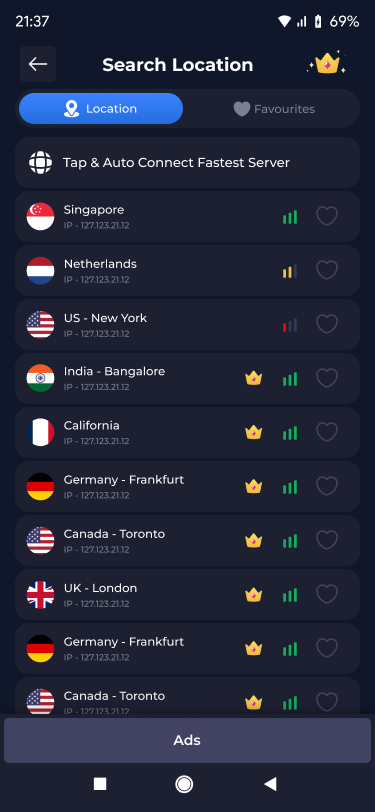 21:37
69%
Search Location
Location
Favourites
Tap & Auto Connect Fastest Server
Singapore
IP - 127.123.21.12
Netherlands
IP - 127.123.21.12
US - New York
IP - 127.123.21.12
India - Bangalore
IP - 127.123.21.12
California
IP - 127.123.21.12
Germany - Frankfurt
IP - 127.123.21.12
Canada - Toronto
IP - 127.123.21.12
UK - London
IP - 127.123.21.12
Germany - Frankfurt
IP - 127.123.21.12
Canada - Toronto
IP - 127.123.21.12
Ads